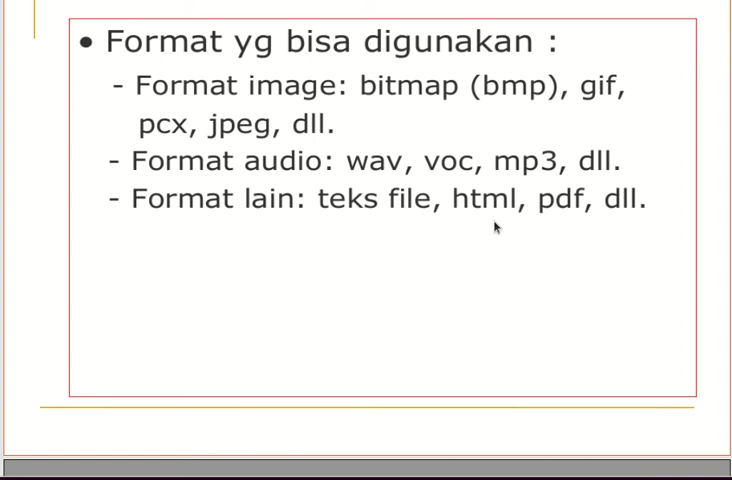 • Format yg bisa digunakan :
- Format image: bitmap (bmp), gif,
pcx, jpeg, dll.
- Format audio: wav, voc, mp3, dll.
- Format lain: teks file, html, pdf, dll.